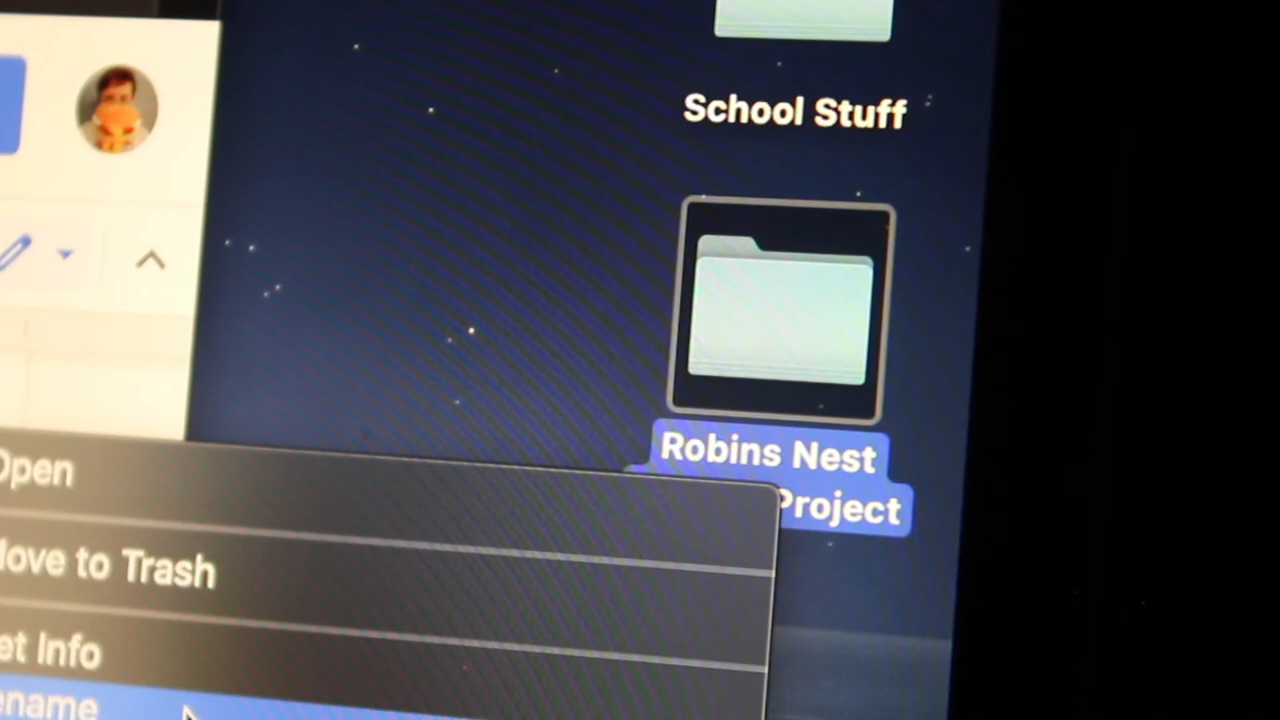 School Stuff
Robins Nest
Project
Open
Move to Trash
Get Info
Rename